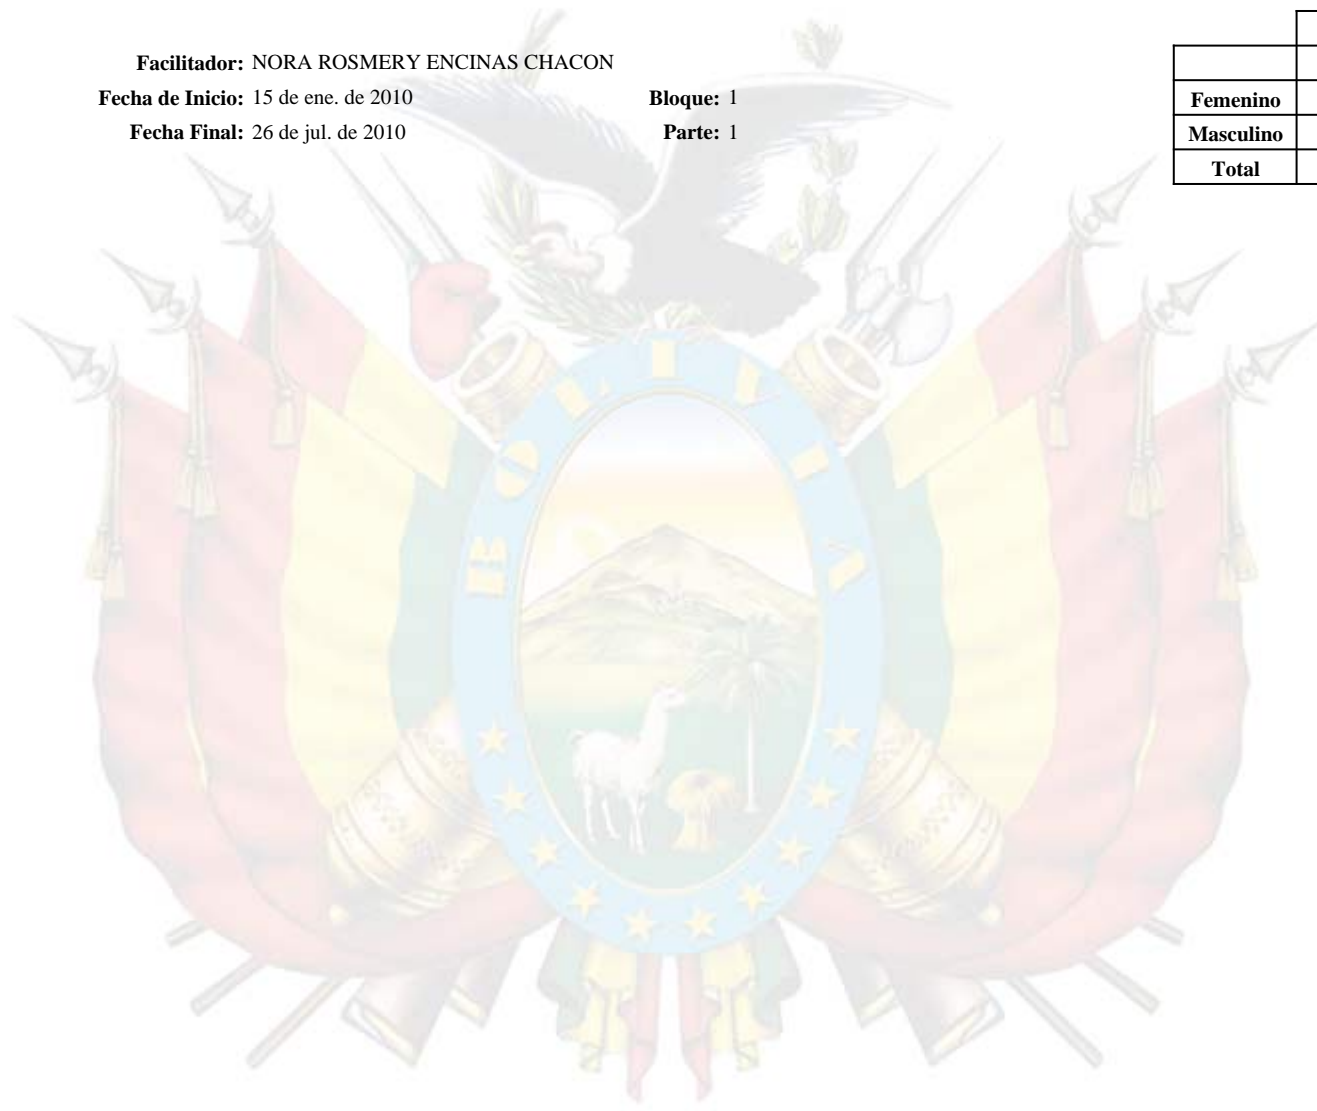 Facilitador: NORA ROSMERY ENCINAS CHACON
Fecha de Inicio: 15 de ene. de 2010 Bloque: 1
Fecha Final: 26 de jul. de 2010 Parte: 1
Femenino
Masculino
Total
BOLIVIA